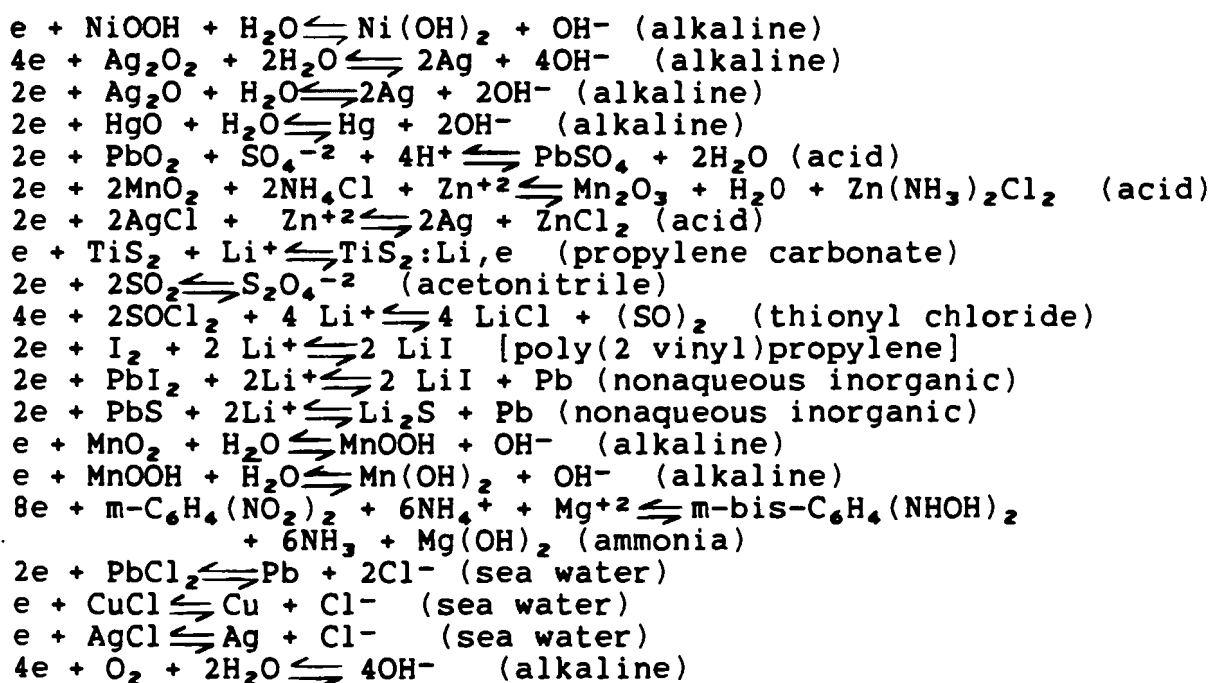 e + NiOOH + H₂O⇌Ni(OH)₂ + OH⁻ (alkaline)
4e + Ag₂O₂ + 2H₂O⇌ 2Ag + 4OH⁻ (alkaline)
2e + Ag₂O + H₂O⇌2Ag + 2OH⁻ (alkaline)
2e + HgO + H₂O⇌Hg + 2OH⁻ (alkaline)
2e + PbO₂ + SO₄⁻² + 4H⁺⇌ PbSO₄ + 2H₂O (acid)
2e + 2MnO₂ + 2NH₄Cl + Zn⁺²⇌Mn₂O₃ + H₂O + Zn(NH₃)₂Cl₂ (acid)
2e + 2AgCl + Zn⁺²⇌2Ag + ZnCl₂ (acid)
e + TiS₂ + Li⁺⇌TiS₂:Li,e (propylene carbonate)
2e + 2SO₂⇌S₂O₄⁻² (acetonitrile)
4e + 2SOCl₂ + 4 Li⁺⇌4 LiCl + (SO)₂ (thionyl chloride)
2e + I₂ + 2 Li⁺⇌2 LiI [poly(2 vinyl)propylene]
2e + PbI₂ + 2Li⁺⇌2 LiI + Pb (nonaqueous inorganic)
2e + PbS + 2Li⁺⇌Li₂S + Pb (nonaqueous inorganic)
e + MnO₂ + H₂O⇌MnOOH + OH⁻ (alkaline)
e + MnOOH + H₂O⇌Mn(OH)₂ + OH⁻ (alkaline)
8e + m-C₆H₄(NO₂)₂ + 6NH₄⁺ + Mg⁺²⇌m-bis-C₆H₄(NHOH)₂
+ 6NH₃ + Mg(OH)₂ (ammonia)
2e + PbCl₂⇌Pb + 2Cl⁻ (sea water)
e + CuCl⇌Cu + Cl⁻ (sea water)
e + AgCl⇌Ag + Cl⁻ (sea water)
4e + O₂ + 2H₂O⇌ 4OH⁻ (alkaline)